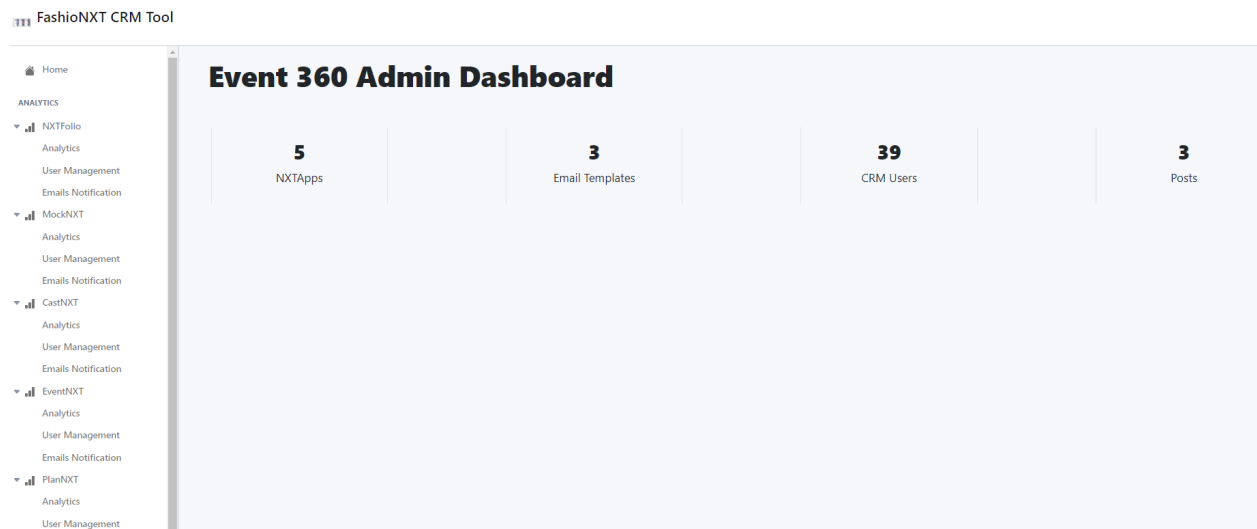 FashioNXT CRM Tool
Home
ANALYTICS
NXTFolio
Analytics
User Management
Emails Notification
MockNXT
Analytics
User Management
Emails Notification
CastNXT
Analytics
User Management
Emails Notification
EventNXT
Analytics
User Management
Emails Notification
PlanNXT
Analytics
User Management
Event 360 Admin Dashboard
5
NXTApps
3
Email Templates
39
CRM Users
3
Posts